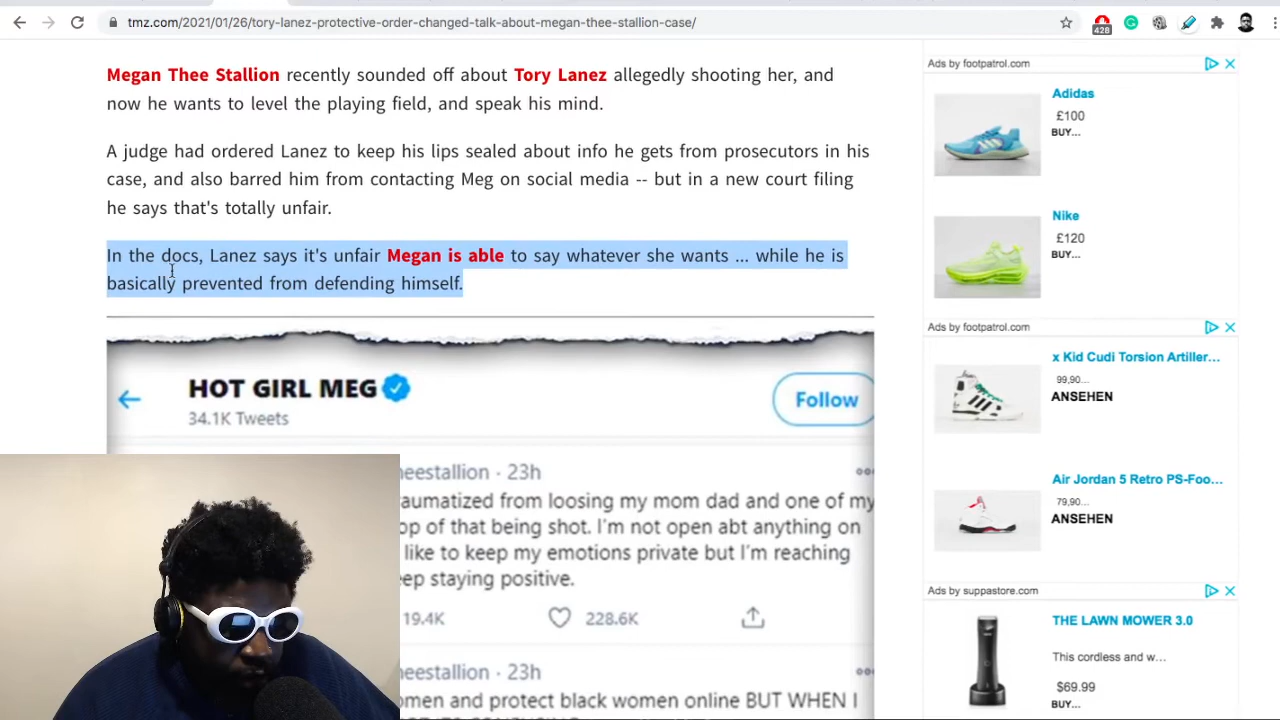 tmz.com/2021/01/26/tory-lanez-protective-order-changed-talk-about-megan-thee-stallion-case/
428
Megan Thee Stallion recently sounded off about Tory Lanez allegedly shooting her, and
now he wants to level the playing field, and speak his mind.
A judge had ordered Lanez to keep his lips sealed about info he gets from prosecutors in his
case, and also barred him from contacting Meg on social media -- but in a new court filing
he says that's totally unfair.
In the docs, Lanez says it's unfair Megan is able to say whatever she wants ... while he is
basically prevented from defending himself.
HOT GIRL MEG
34.1K Tweets
Follow
heestallion · 23h
aumatized from loosing my mom dad and one of my
op of that being shot. I'm not open abt anything on
like to keep my emotions private but I'm reaching
eep staying positive.
19.4K
228.6K
heestallion · 23h
omen and protect black women online BUT WHEN I
Ads by footpatrol.com
Adidas
£100
BUY...
Nike
£120
BUY...
Ads by footpatrol.com
x Kid Cudi Torsion Artiller...
99,90...
ANSEHEN
Air Jordan 5 Retro PS-Foo...
79,90...
ANSEHEN
Ads by suppastore.com
THE LAWN MOWER 3.0
This cordless and w...
$69.99
BUY...